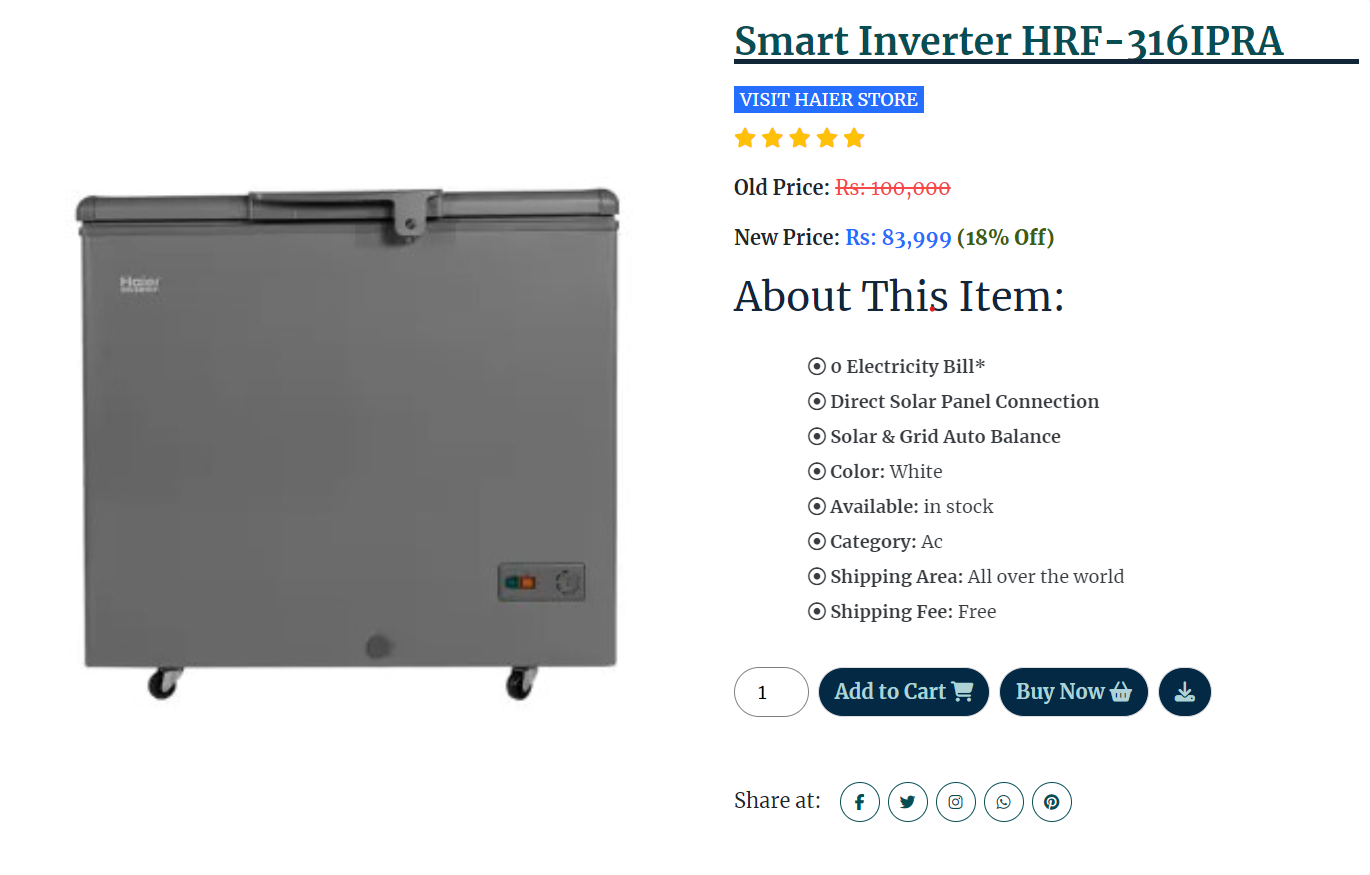 Smart Inverter HRF-316IPRA
VISIT HAIER STORE
Old Price: Rs: 100,000
New Price: Rs: 83,999 (18% Off)
About This Item:
0 Electricity Bill*
Direct Solar Panel Connection
Solar & Grid Auto Balance
Color: White
Available: in stock
Category: Ac
Shipping Area: All over the world
Shipping Fee: Free
1
Add to Cart
Buy Now
Share at:
Haier